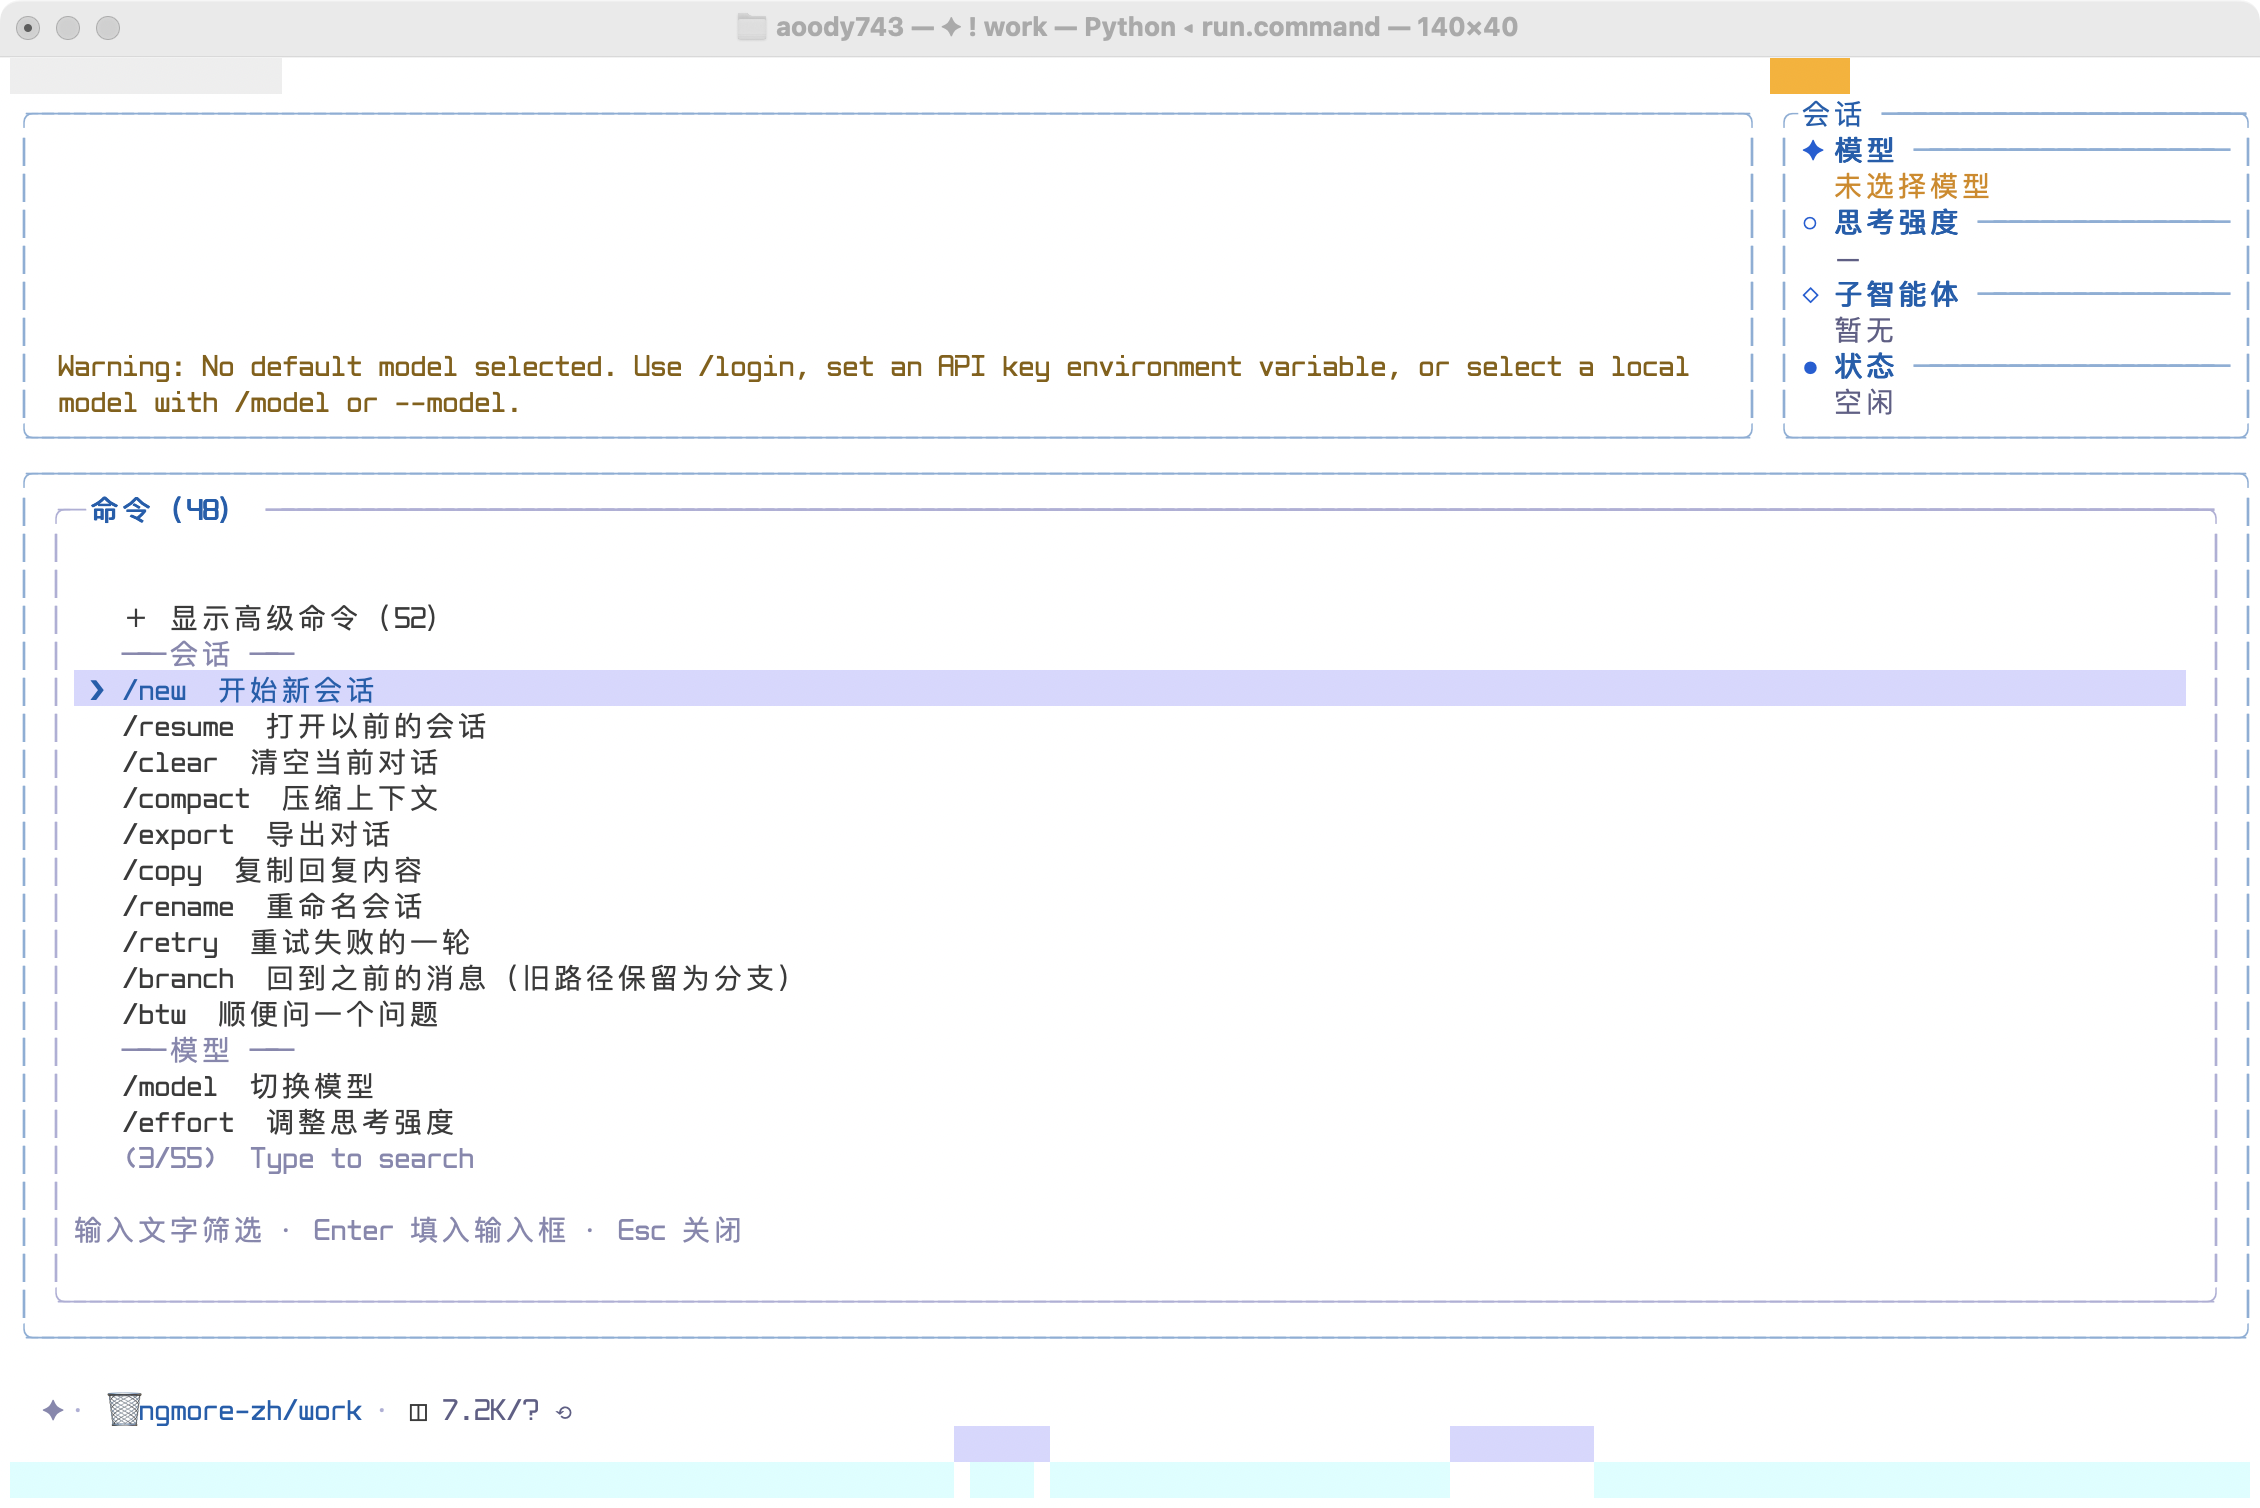 aoody743 — ✦ ! work — Python ◂ run.command — 140×40
会话
✦ 模型
未选择模型
○ 思考强度
—
◇ 子智能体
暂无
● 状态
空闲
Warning: No default model selected. Use /login, set an API key environment variable, or select a local
model with /model or --model.
命令 (48)
+ 显示高级命令 (52)
── 会话 ──
❯ /new 开始新会话
/resume 打开以前的会话
/clear 清空当前对话
/compact 压缩上下文
/export 导出对话
/copy 复制回复内容
/rename 重命名会话
/retry 重试失败的一轮
/branch 回到之前的消息（旧路径保留为分支）
/btw 顺便问一个问题
── 模型 ──
/model 切换模型
/effort 调整思考强度
(3/55) Type to search
输入文字筛选 · Enter 填入输入框 · Esc 关闭
✦ · 🗑ngmore-zh/work · ◫ 7.2K/? ⟲